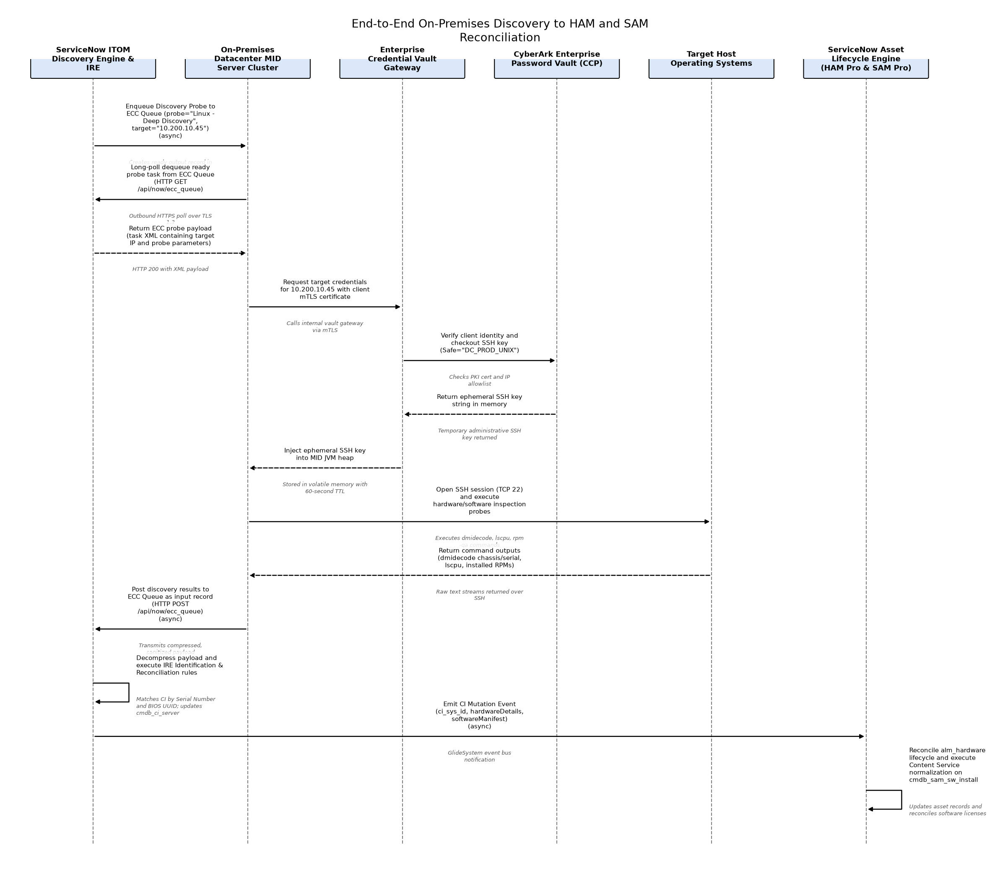 End-to-End On-Premises Discovery to HAM and SAM
Reconciliation
ServiceNow ITOM
Discovery Engine &
IRE
On-Premises
Datacenter MID
Server Cluster
Enterprise
Credential Vault
Gateway
CyberArk Enterprise
Password Vault (CCP)
Target Host
Operating Systems
ServiceNow Asset
Lifecycle Engine
(HAM Pro & SAM Pro)
Enqueue Discovery Probe to
ECC Queue (probe="Linux -
Deep Discovery",
target="10.200.10.45")
(async)
Creates ready output record in
Long-poll dequeue ready
probe task from ECC Queue
(HTTP GET
/api/now/ecc_queue)
Outbound HTTPS poll over TLS
1.3
Return ECC probe payload
(task XML containing target
IP and probe parameters)
HTTP 200 with XML payload
Request target credentials
for 10.200.10.45 with client
mTLS certificate
Calls internal vault gateway
via mTLS
Verify client identity and
checkout SSH key
(Safe="DC_PROD_UNIX")
Checks PKI cert and IP
allowlist
Return ephemeral SSH key
string in memory
Temporary administrative SSH
key returned
Inject ephemeral SSH key
into MID JVM heap
Stored in volatile memory with
60-second TTL
Open SSH session (TCP 22)
and execute
hardware/software inspection
probes
Executes dmidecode, lscpu, rpm
-qa commands
Return command outputs
(dmidecode chassis/serial,
lscpu, installed RPMs)
Raw text streams returned over
SSH
Post discovery results to
ECC Queue as input record
(HTTP POST
/api/now/ecc_queue)
(async)
Transmits compressed,
sanitized payload
Decompress payload and
execute IRE Identification &
Reconciliation rules
Matches CI by Serial Number
and BIOS UUID; updates
cmdb_ci_server
Emit CI Mutation Event
(ci_sys_id, hardwareDetails,
softwareManifest)
(async)
GlideSystem event bus
notification
Reconcile alm_hardware
lifecycle and execute
Content Service
normalization on
cmdb_sam_sw_install
Updates asset records and
reconciles software licenses